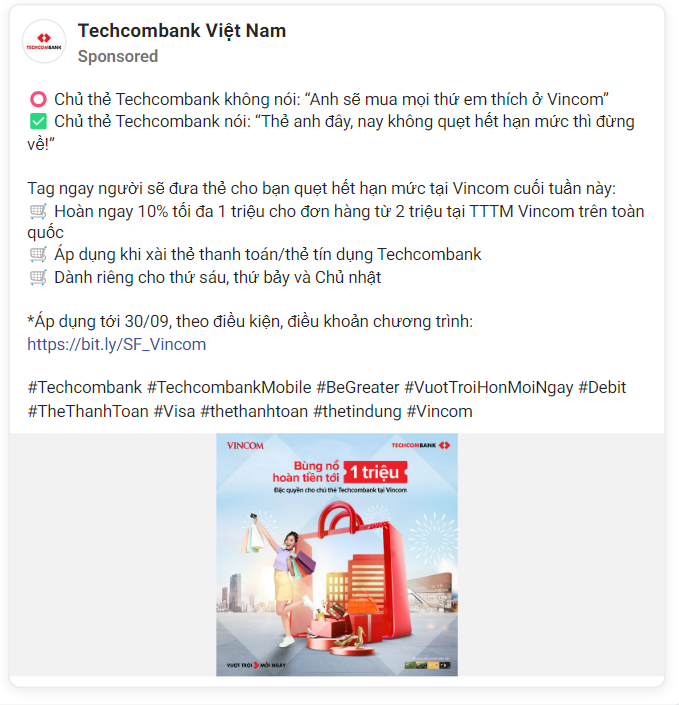 Techcombank Việt Nam
TECHCOMBANK
Sponsored
⭕ Chủ thẻ Techcombank không nói: “Anh sẽ mua mọi thứ em thích ở Vincom”
✅ Chủ thẻ Techcombank nói: “Thẻ anh đây, nay không quẹt hết hạn mức thì đừng
về!”
Tag ngay người sẽ đưa thẻ cho bạn quẹt hết hạn mức tại Vincom cuối tuần này:
🛒 Hoàn ngay 10% tối đa 1 triệu cho đơn hàng từ 2 triệu tại TTTM Vincom trên toàn
quốc
🛒 Áp dụng khi xài thẻ thanh toán/thẻ tín dụng Techcombank
🛒 Dành riêng cho thứ sáu, thứ bảy và Chủ nhật
*Áp dụng tới 30/09, theo điều kiện, điều khoản chương trình:
https://bit.ly/SF_Vincom
#Techcombank #TechcombankMobile #BeGreater #VuotTroiHonMoiNgay #Debit
#TheThanhToan #Visa #thethanhtoan #thetindung #Vincom
VINCOM
TECHCOMBANK
Bùng nổ
hoàn tiền tới 1 triệu
Đặc quyền cho chủ thẻ Techcombank tại Vincom
VƯỢT TRỘI MỖI NGÀY